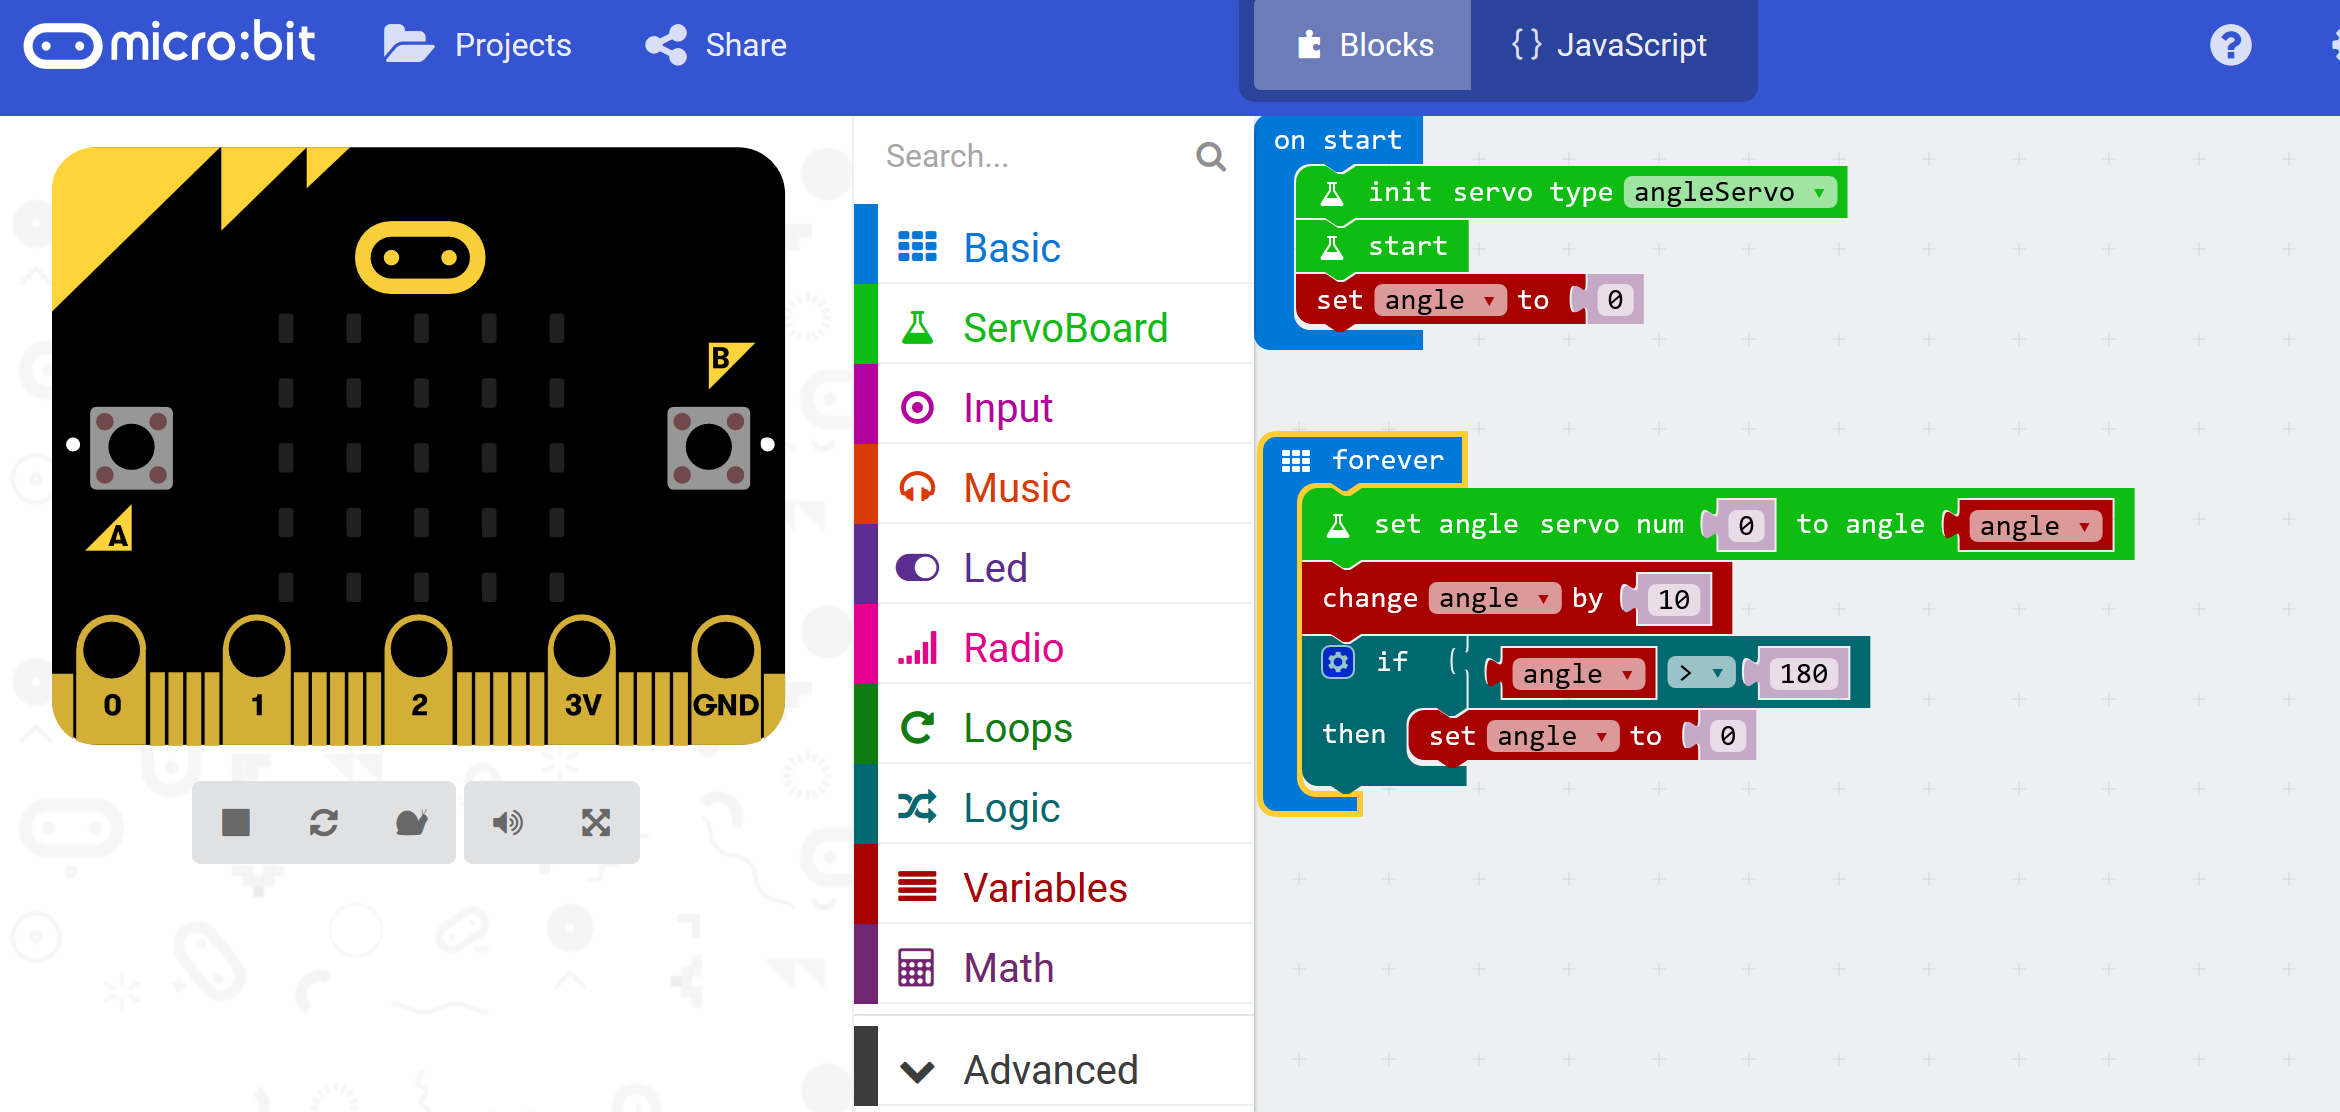 micro:bit Projects Share Blocks {} JavaScript ?
Search...
Basic
ServoBoard
Input
Music
Led
Radio
Loops
Logic
Variables
Math
Advanced
B
A
0 1 2 3V GND
on start
init servo type angleServo
start
set angle to 0
forever
set angle servo num 0 to angle angle
change angle by 10
if angle > 180
then set angle to 0